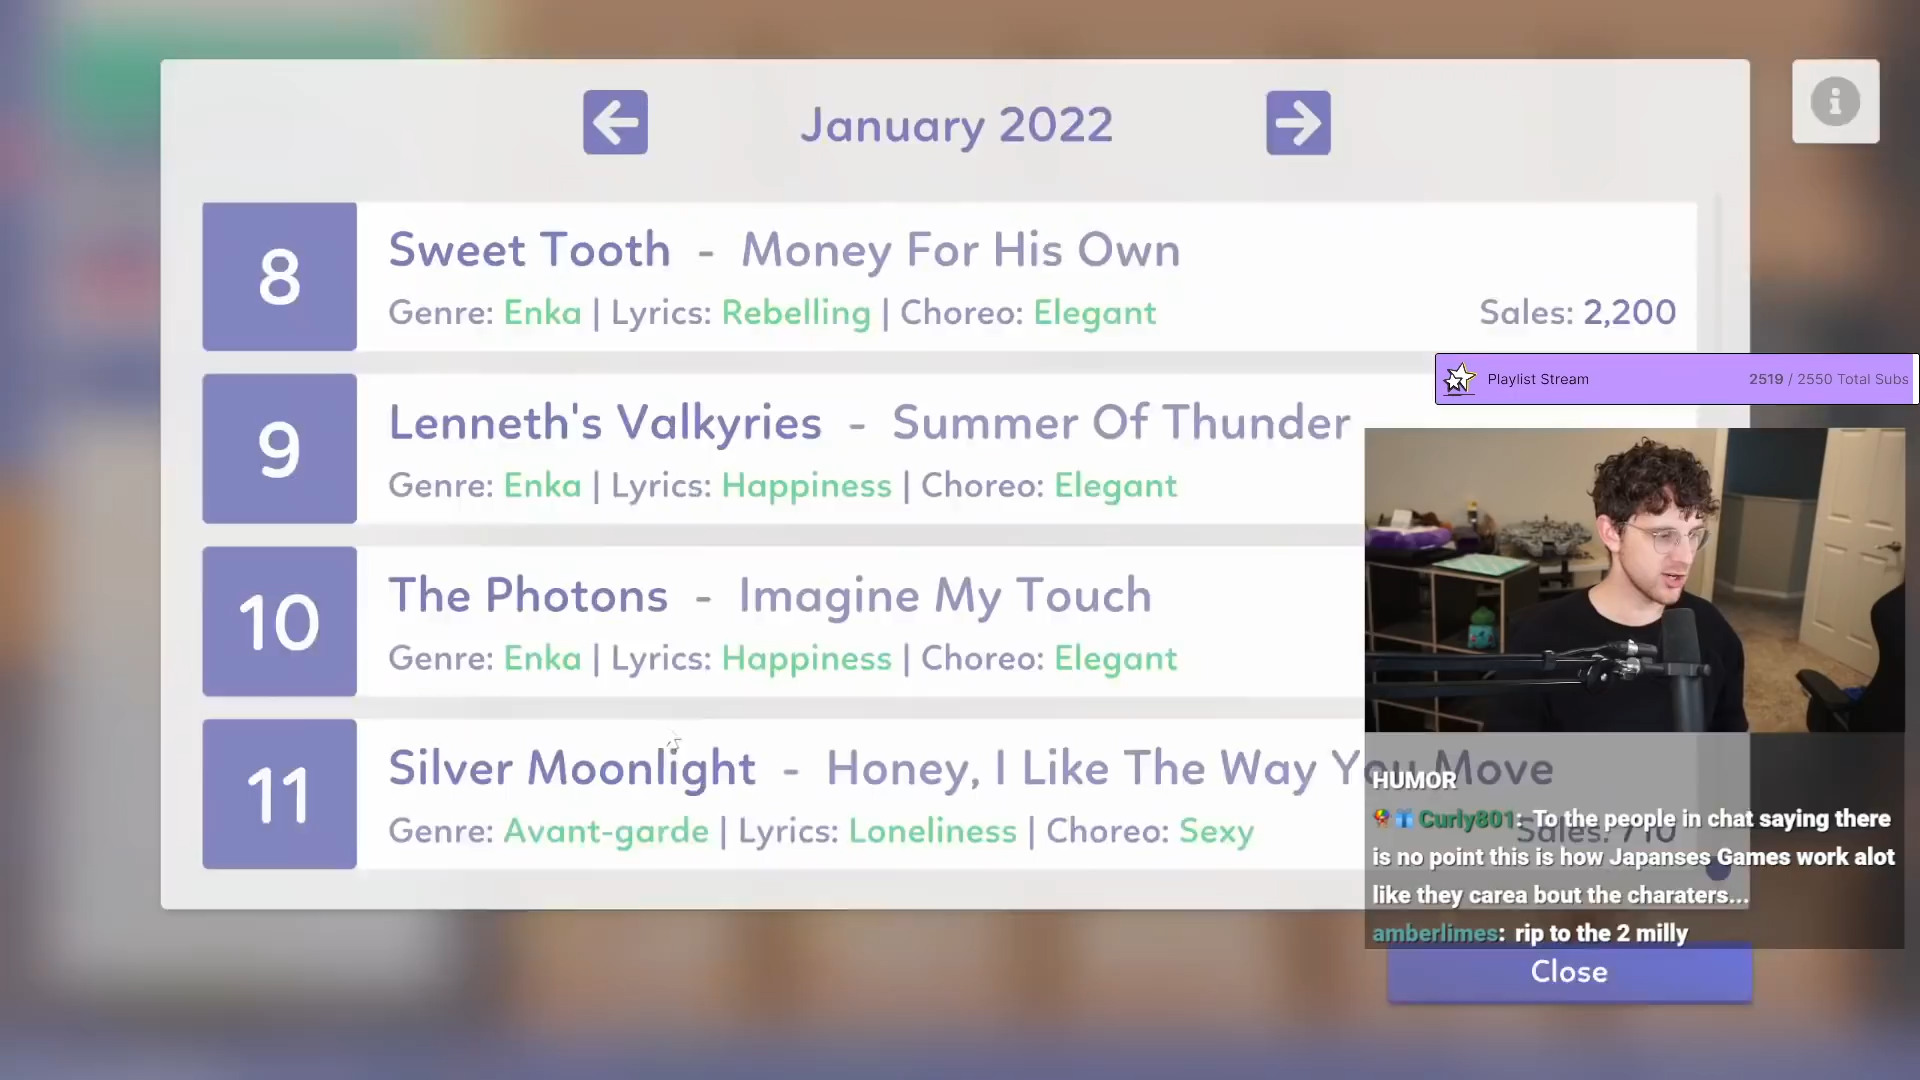 January 2022
8
Sweet Tooth - Money For His Own
Genre: Enka | Lyrics: Rebelling | Choreo: Elegant
Sales: 2,200
Playlist Stream
2519 / 2550 Total Subs
9
Lenneth's Valkyries - Summer Of Thunder
Genre: Enka | Lyrics: Happiness | Choreo: Elegant
10
The Photons - Imagine My Touch
Genre: Enka | Lyrics: Happiness | Choreo: Elegant
11
Silver Moonlight - Honey, I Like The Way You Move
Genre: Avant-garde | Lyrics: Loneliness | Choreo: Sexy
Sales: 710
HUMOR
Curly801: To the people in chat saying there
is no point this is how Japanses Games work alot
like they carea bout the charaters...
amberlimes: rip to the 2 milly
Close